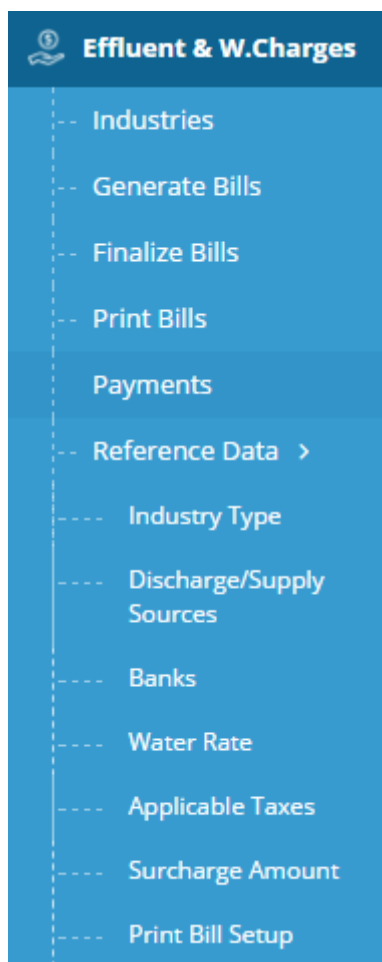 Effluent & W.Charges
Industries
Generate Bills
Finalize Bills
Print Bills
Payments
Reference Data >
Industry Type
Discharge/Supply
Sources
Banks
Water Rate
Applicable Taxes
Surcharge Amount
Print Bill Setup